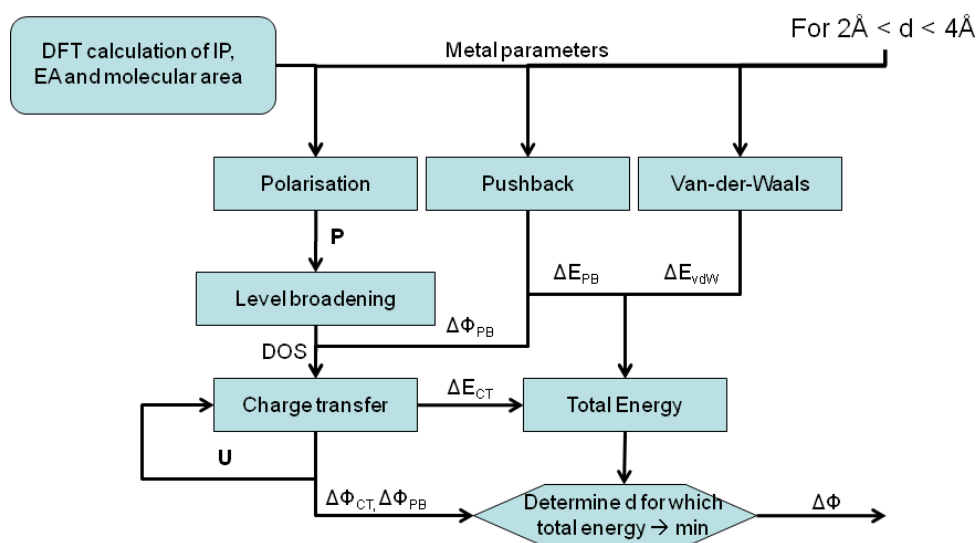 For 2Å < d < 4Å
DFT calculation of IP,
EA and molecular area
Metal parameters
Polarisation
Pushback
Van-der-Waals
P
ΔE_PB
ΔE_vdW
Level broadening
ΔΦ_PB
DOS
Charge transfer
ΔE_CT
Total Energy
U
ΔΦ_CT, ΔΦ_PB
Determine d for which
total energy → min
ΔΦ